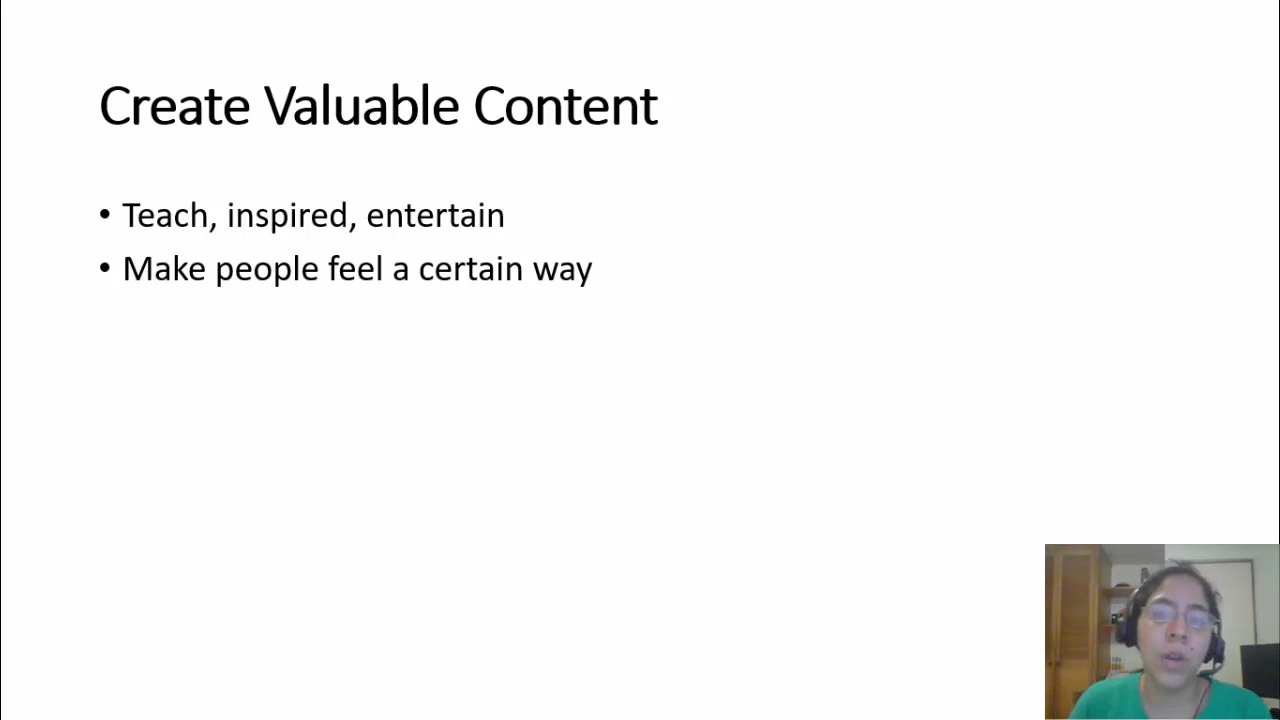 Create Valuable Content
• Teach, inspired, entertain
• Make people feel a certain way